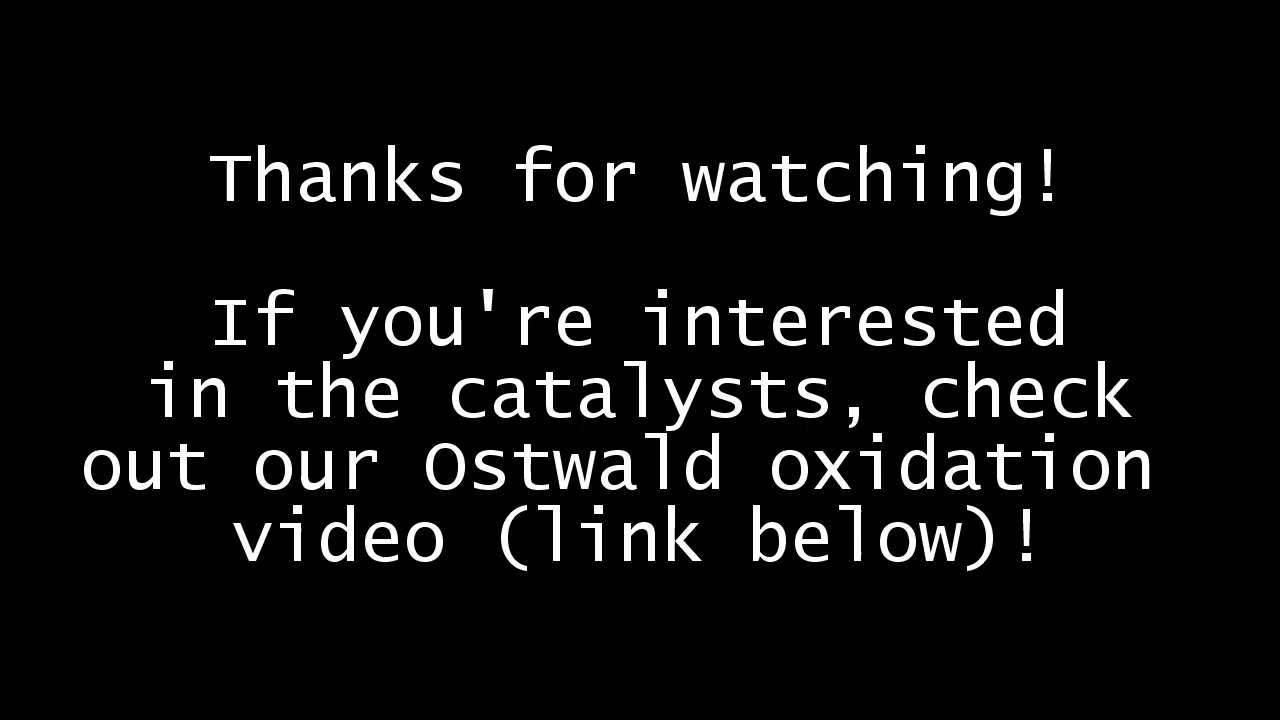 Thanks for watching!
If you're interested
in the catalysts, check
out our Ostwald oxidation
video (link below)!